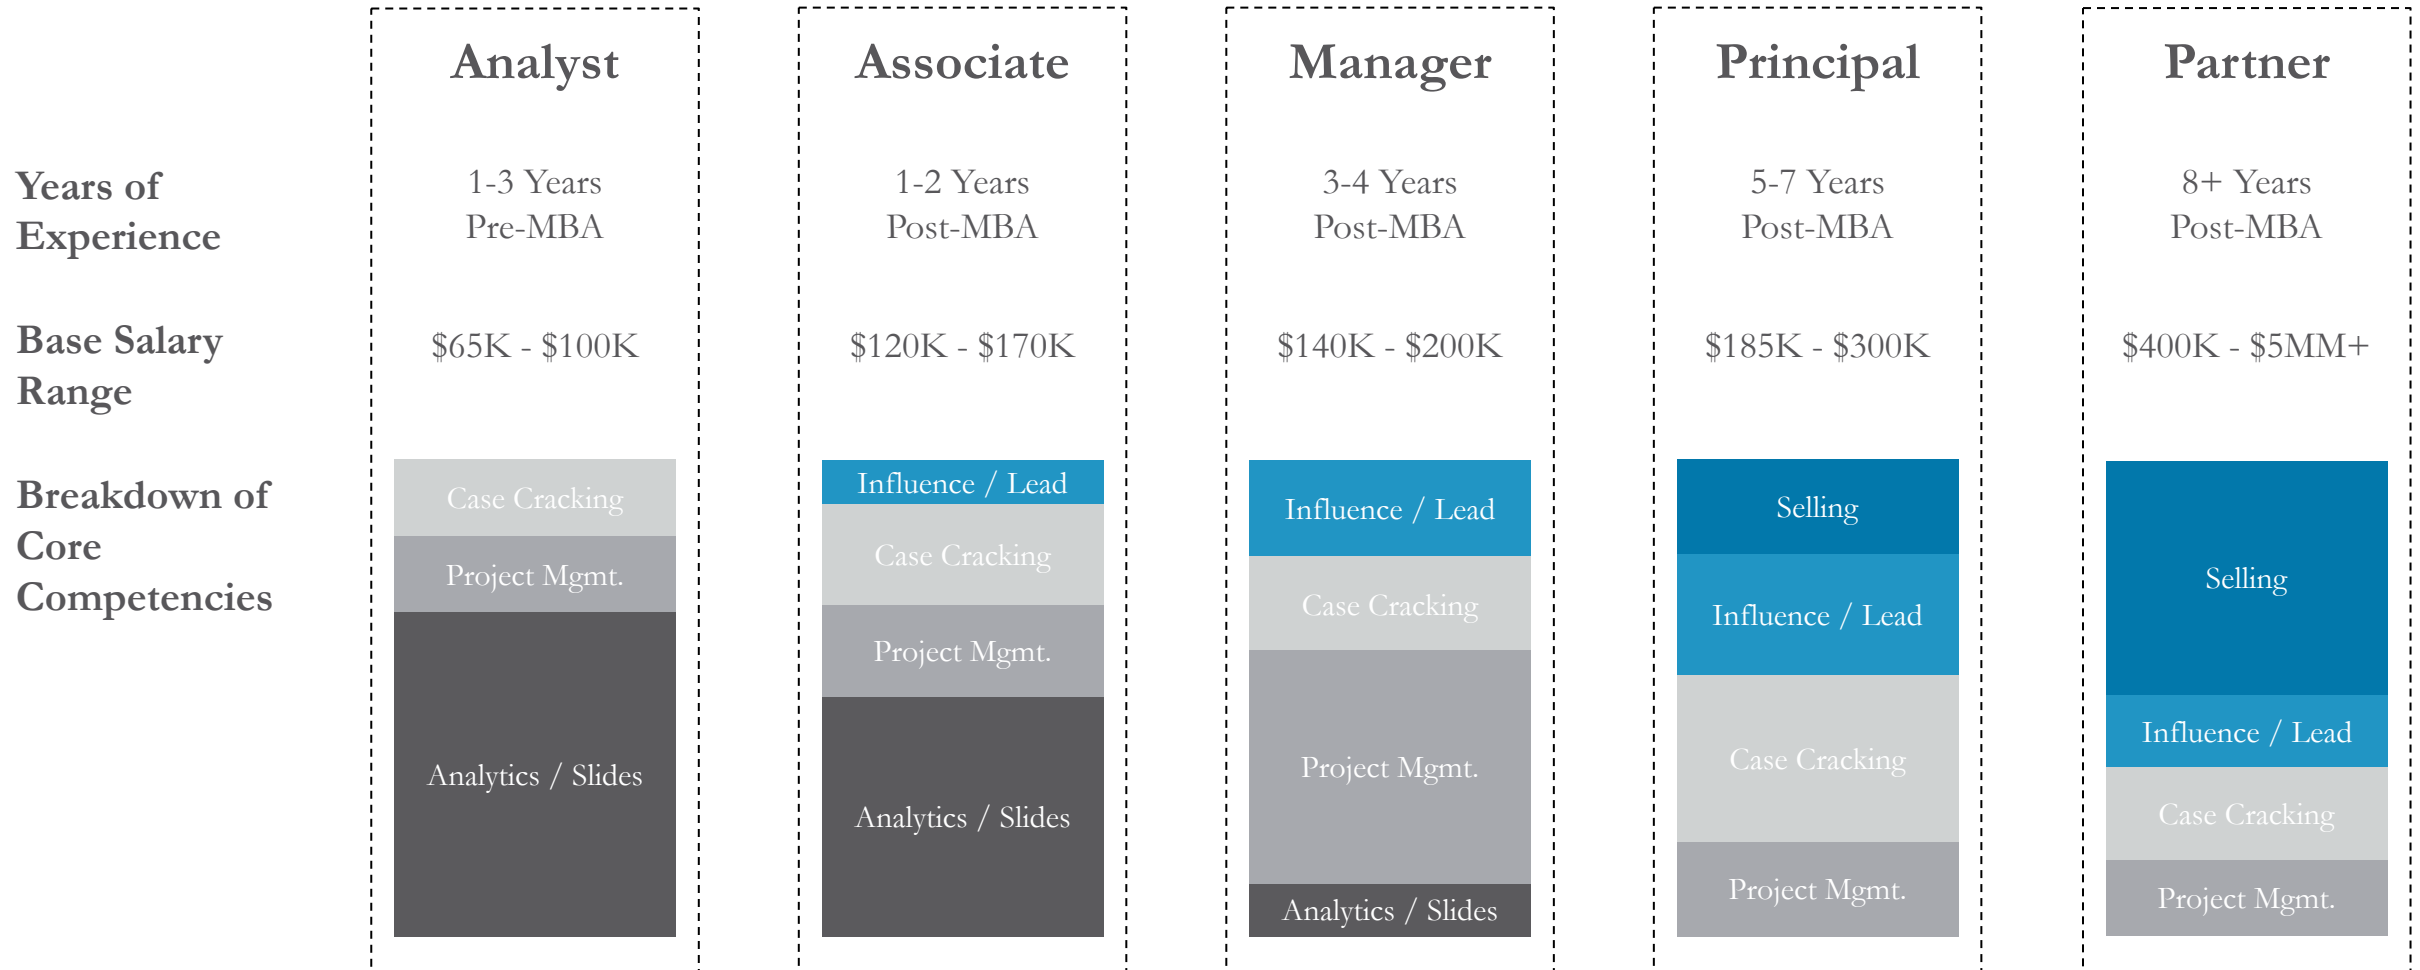 Analyst
Associate
Manager
Principal
Partner
Years of
Experience
1-3 Years
Pre-MBA
1-2 Years
Post-MBA
3-4 Years
Post-MBA
5-7 Years
Post-MBA
8+ Years
Post-MBA
Base Salary
Range
$65K - $100K
$120K - $170K
$140K - $200K
$185K - $300K
$400K - $5MM+
Breakdown of
Core
Competencies
Case Cracking
Project Mgmt.
Analytics / Slides
Influence / Lead
Case Cracking
Project Mgmt.
Analytics / Slides
Influence / Lead
Case Cracking
Project Mgmt.
Analytics / Slides
Selling
Influence / Lead
Case Cracking
Project Mgmt.
Selling
Influence / Lead
Case Cracking
Project Mgmt.